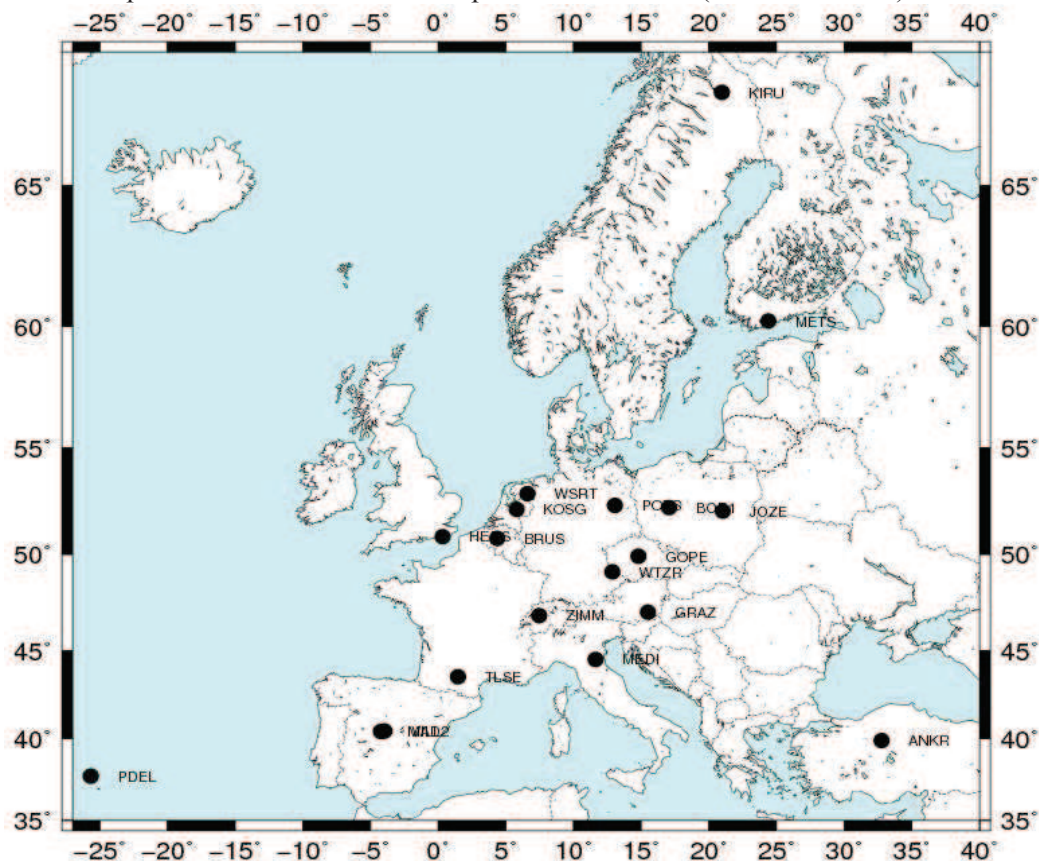 −25° −20° −15° −10° −5° 0° 5° 10° 15° 20° 25° 30° 35° 40°
KIRU
65° 65°
60° METS 60°
55° 55°
WSRT
KOSG JOZE
BRUS
50° GOPE 50°
WTZR
ZIMM GRAZ
45° MEDI 45°
TLSE
40° ANKR 40°
PDEL
35° 35°
−25° −20° −15° −10° −5° 0 5° 10° 15° 20° 25° 30° 35° 40°